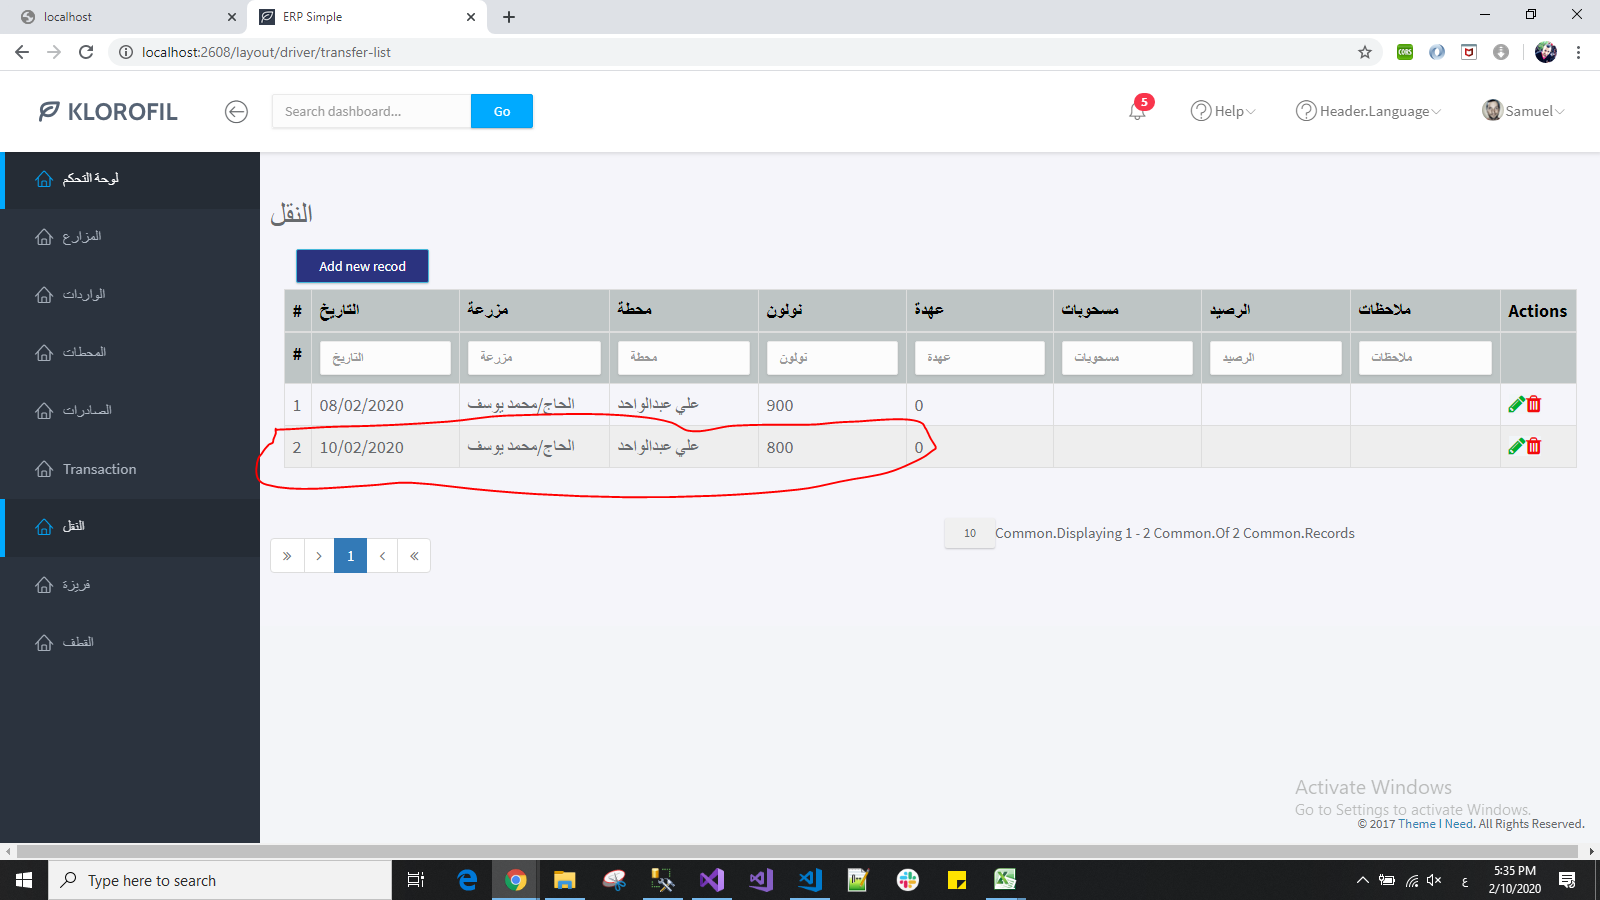 localhost
ERP Simple
localhost:2608/layout/driver/transfer-list
CORS
KLOROFIL
Search dashboard...
Go
5
Help
Header.Language
Samuel
لوحة التحكم
المزارع
الواردات
المحطات
الصادرات
Transaction
النقل
فريزة
القطف
النقل
Add new recod
# التاريخ مزرعة محطة نولون عهدة مسحوبات الرصيد ملاحظات Actions
# التاريخ مزرعة محطة نولون عهدة مسحوبات الرصيد ملاحظات
1 08/02/2020 الحاج/محمد يوسف علي عبدالواحد 900 0
2 10/02/2020 الحاج/محمد يوسف علي عبدالواحد 800 0
10 Common.Displaying 1 - 2 Common.Of 2 Common.Records
» › 1 ‹ «
Activate Windows
Go to Settings to activate Windows.
© 2017 Theme I Need. All Rights Reserved.
Type here to search
ع
5:35 PM
2/10/2020